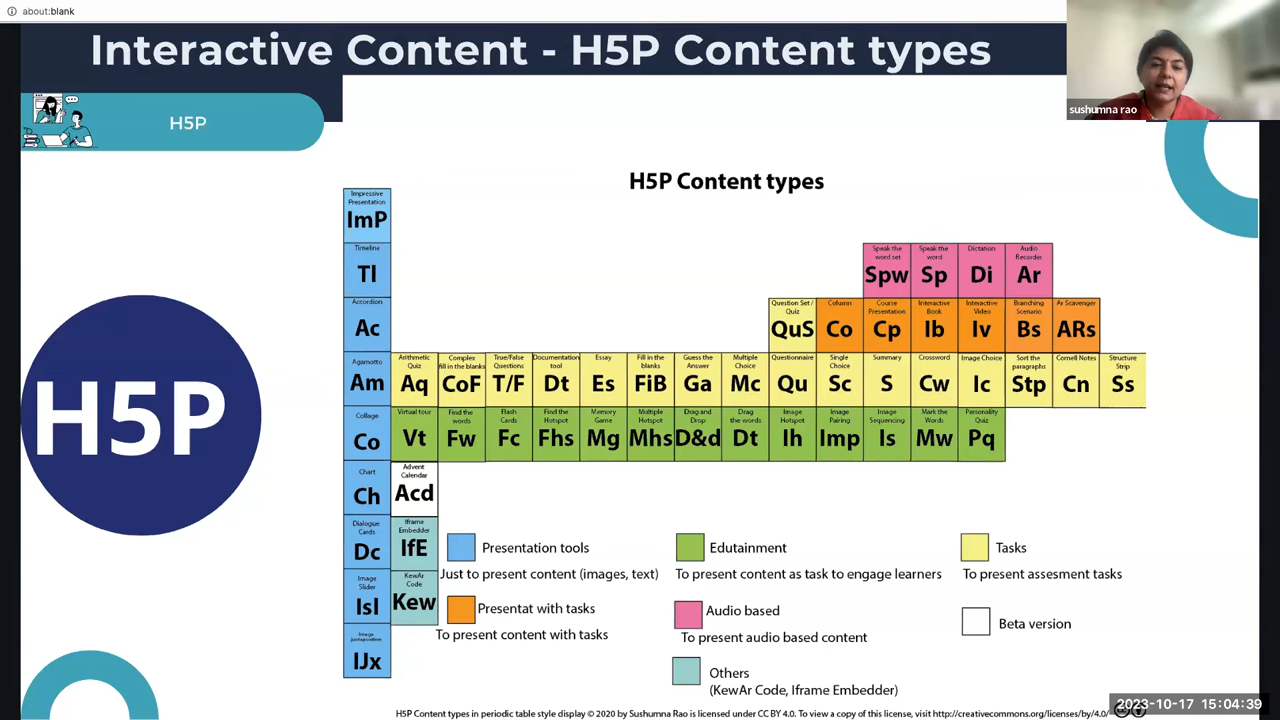 about:blank
Interactive Content - H5P Content types
sushumna rao
H5P
H5P Content types
Impressive
Presentation
ImP
Timeline
Tl
Speak the
word set
Spw
Speak the
word
Sp
Dictation
Di
Audio
Recorder
Ar
Accordion
Ac
Question Set /
Quiz
QuS
Column
Co
Course
Presentation
Cp
Interactive
Book
Ib
Interactive
Video
Iv
Branching
Scenario
Bs
Ar Scavenger
ARs
Agamotto
Am
Arithmetic
Quiz
Aq
Complex
fill in the blanks
CoF
True/False
Questions
T/F
Documentation
tool
Dt
Essay
Es
Fill in the
blanks
FiB
Guess the
Answer
Ga
Multiple
Choice
Mc
Questionnaire
Qu
Single
Choice
Sc
Summary
S
Crossword
Cw
Image Choice
Ic
Sort the
paragraphs
Stp
Cornell Notes
Cn
Structure
Strip
Ss
H5P
Collage
Co
Virtual tour
Vt
Find the
words
Fw
Flash
Cards
Fc
Find the
Hotspot
Fhs
Memory
Game
Mg
Multiple
Hotspot
Mhs
Drag and
Drop
D&d
Drag
the words
Dt
Image
Hotspot
Ih
Image
Pairing
Imp
Image
Sequencing
Is
Mark the
Words
Mw
Personality
Quiz
Pq
Chart
Ch
Advent
Calendar
Acd
Dialogue
Cards
Dc
Iframe
Embedder
IfE
Image
Slider
Isl
KewAr
Code
Kew
Image
juxtaposition
IJx
Presentation tools
Just to present content (images, text)
Edutainment
To present content as task to engage learners
Tasks
To present assesment tasks
Presentat with tasks
To present content with tasks
Audio based
To present audio based content
Beta version
Others
(KewAr Code, Iframe Embedder)
2023-10-17 15:04:39
H5P Content types in periodic table style display © 2020 by Sushumna Rao is licensed under CC BY 4.0. To view a copy of this license, visit http://creativecommons.org/licenses/by/4.0/